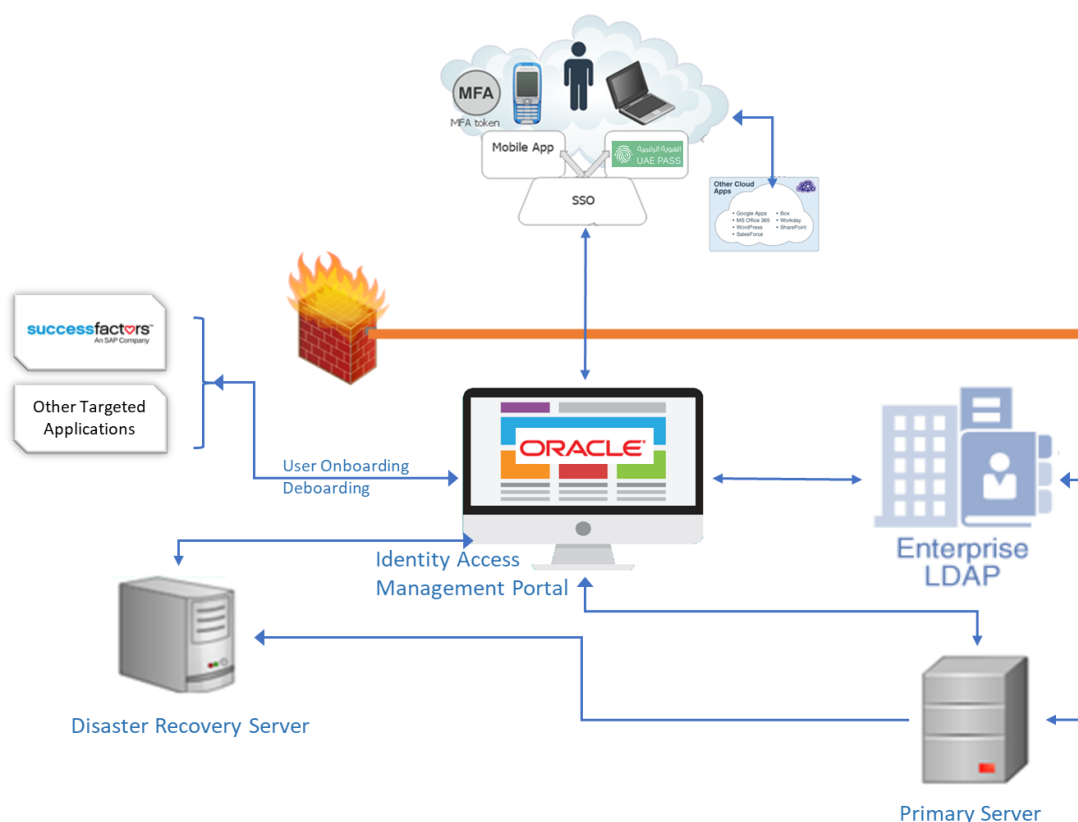 MFA
MFA token
Mobile App
الهوية الرقمية
UAE PASS
SSO
Other Cloud
Apps
• Google Apps
• MS Office 365
• WordPress
• SalesForce
• Box
• Workday
• SharePoint
successfactors™
An SAP Company
Other Targeted
Applications
User Onboarding
Deboarding
ORACLE®
Identity Access
Management Portal
Enterprise
LDAP
Disaster Recovery Server
Primary Server